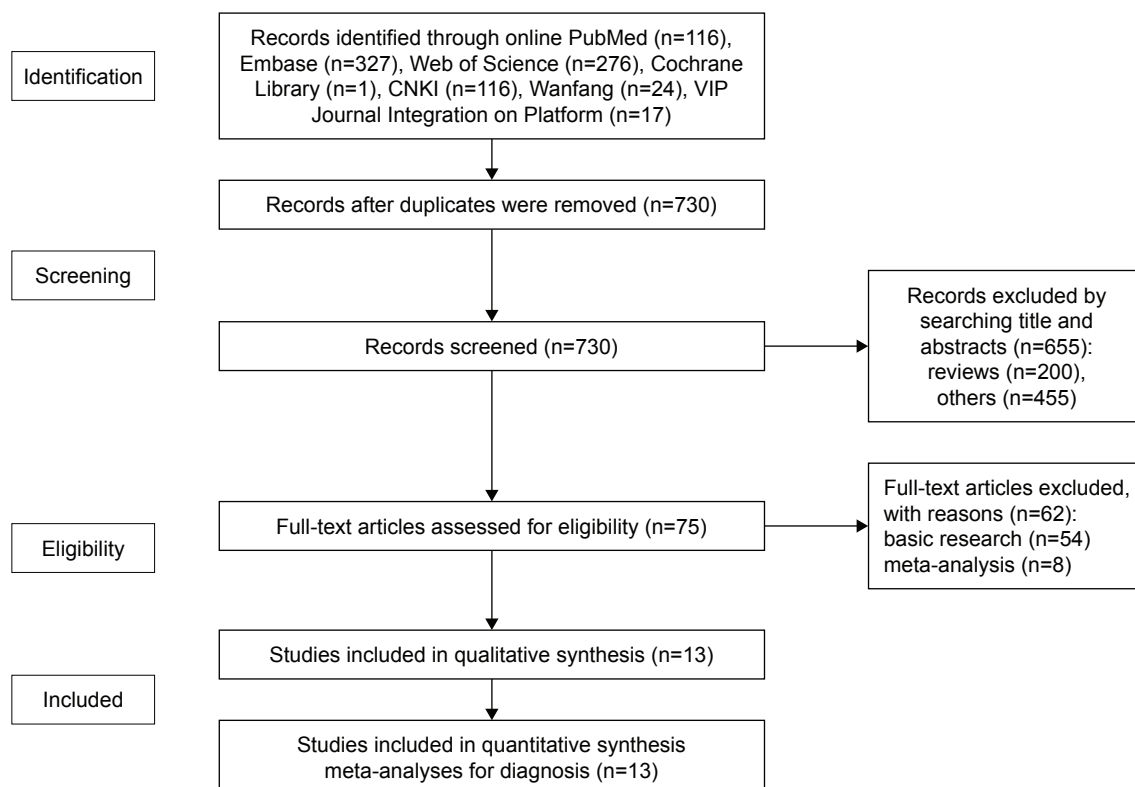 Identification
Records identified through online PubMed (n=116),
Embase (n=327), Web of Science (n=276), Cochrane
Library (n=1), CNKI (n=116), Wanfang (n=24), VIP
Journal Integration on Platform (n=17)
Records after duplicates were removed (n=730)
Screening
Records screened (n=730)
Records excluded by
searching title and
abstracts (n=655):
reviews (n=200),
others (n=455)
Eligibility
Full-text articles assessed for eligibility (n=75)
Full-text articles excluded,
with reasons (n=62):
basic research (n=54)
meta-analysis (n=8)
Included
Studies included in qualitative synthesis (n=13)
Studies included in quantitative synthesis
meta-analyses for diagnosis (n=13)